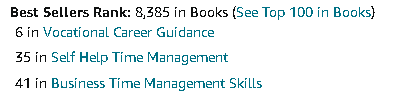 Best Sellers Rank: 8,385 in Books (See Top 100 in Books)
6 in Vocational Career Guidance
35 in Self Help Time Management
41 in Business Time Management Skills